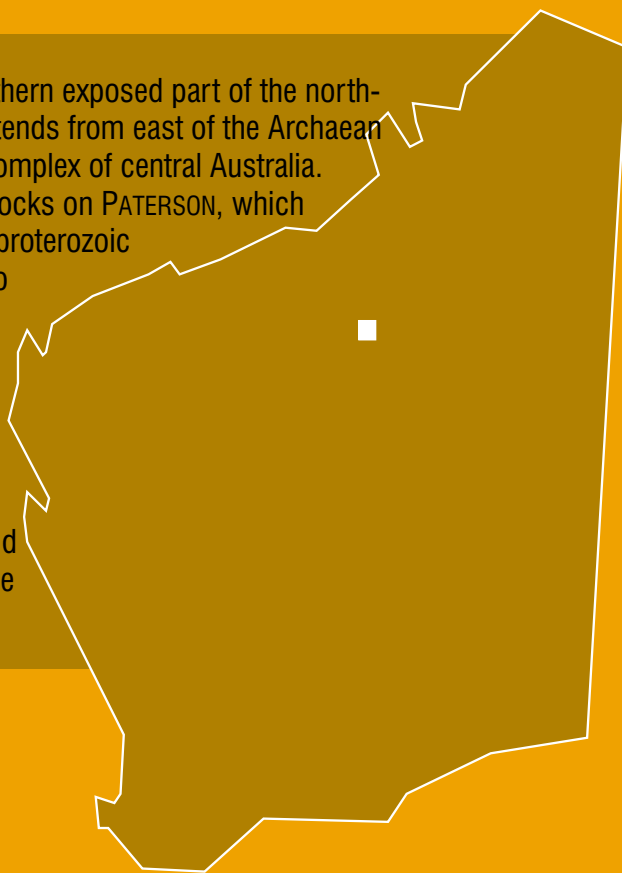 thern exposed part of the north-
tends from east of the Archaean
omplex of central Australia.
ocks on PATERSON, which
proterozoic
o
d
e